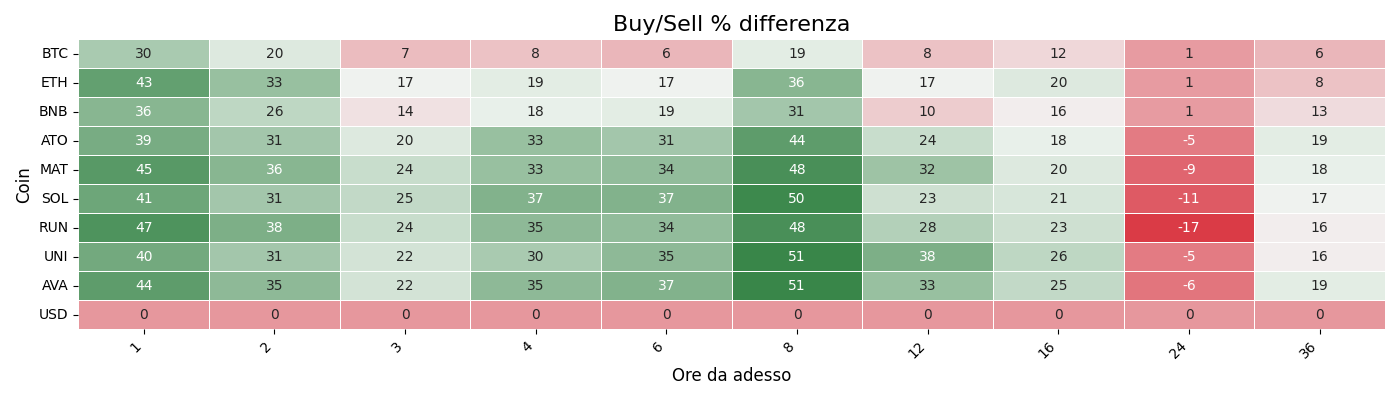 Buy/Sell % differenza
Coin
BTC 30 20 7 8 6 19 8 12 1 6
ETH 43 33 17 19 17 36 17 20 1 8
BNB 36 26 14 18 19 31 10 16 1 13
ATO 39 31 20 33 31 44 24 18 -5 19
MAT 45 36 24 33 34 48 32 20 -9 18
SOL 41 31 25 37 37 50 23 21 -11 17
RUN 47 38 24 35 34 48 28 23 -17 16
UNI 40 31 22 30 35 51 38 26 -5 16
AVA 44 35 22 35 37 51 33 25 -6 19
USD 0 0 0 0 0 0 0 0 0 0
1 2 3 4 6 8 12 16 24 36
Ore da adesso